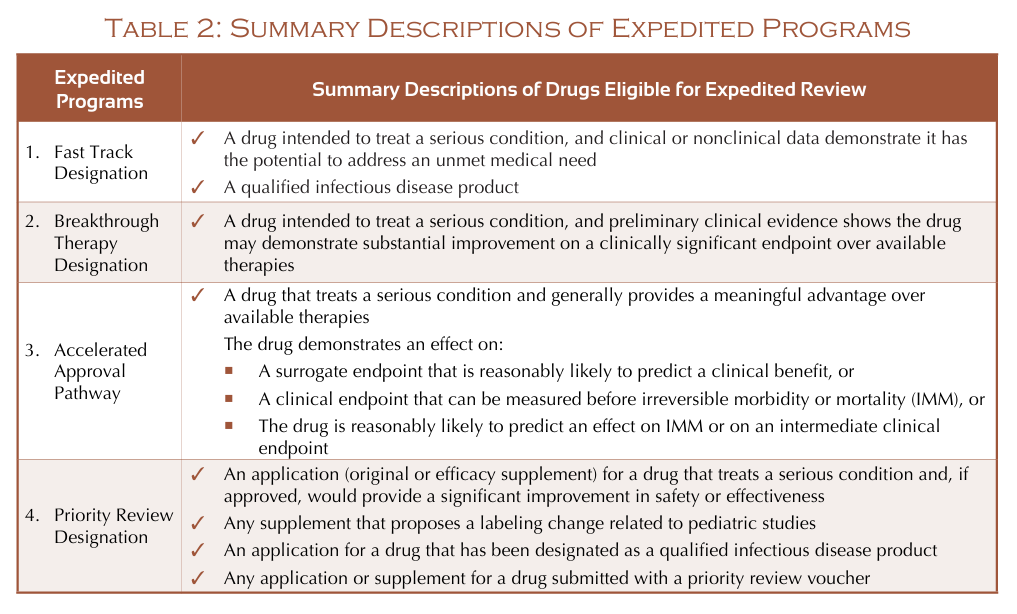 TABLE 2: SUMMARY DESCRIPTIONS OF EXPEDITED PROGRAMS
Expedited
Programs
Summary Descriptions of Drugs Eligible for Expedited Review
1. Fast Track
Designation
✓ A drug intended to treat a serious condition, and clinical or nonclinical data demonstrate it has
the potential to address an unmet medical need
✓ A qualified infectious disease product
2. Breakthrough
Therapy
Designation
✓ A drug intended to treat a serious condition, and preliminary clinical evidence shows the drug
may demonstrate substantial improvement on a clinically significant endpoint over available
therapies
3. Accelerated
Approval
Pathway
✓ A drug that treats a serious condition and generally provides a meaningful advantage over
available therapies
The drug demonstrates an effect on:
▪ A surrogate endpoint that is reasonably likely to predict a clinical benefit, or
▪ A clinical endpoint that can be measured before irreversible morbidity or mortality (IMM), or
▪ The drug is reasonably likely to predict an effect on IMM or on an intermediate clinical
endpoint
4. Priority Review
Designation
✓ An application (original or efficacy supplement) for a drug that treats a serious condition and, if
approved, would provide a significant improvement in safety or effectiveness
✓ Any supplement that proposes a labeling change related to pediatric studies
✓ An application for a drug that has been designated as a qualified infectious disease product
✓ Any application or supplement for a drug submitted with a priority review voucher